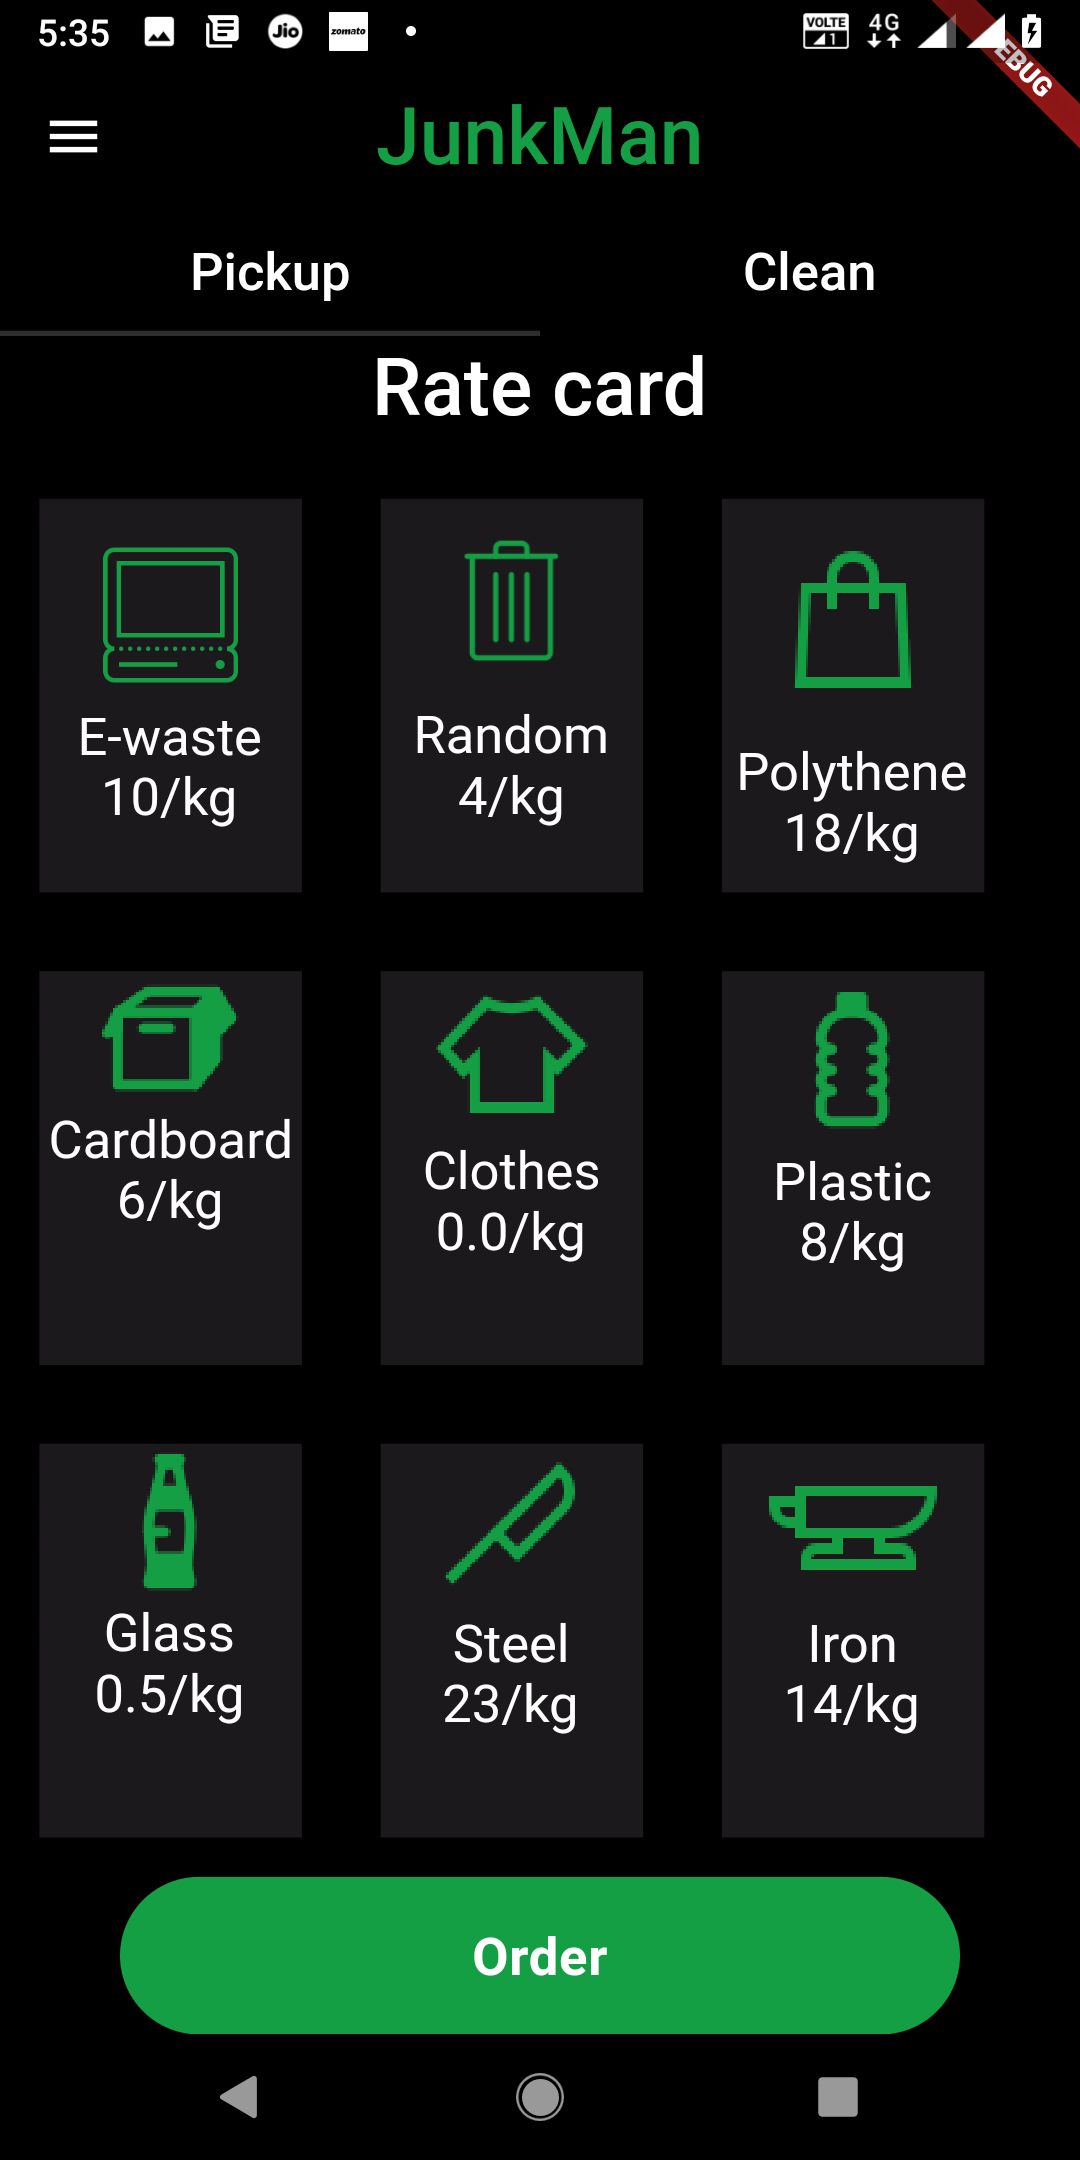 5:35
Jio
zomato
VOLTE
1
4G
EBUG
JunkMan
Pickup
Clean
Rate card
E-waste
10/kg
Random
4/kg
Polythene
18/kg
Cardboard
6/kg
Clothes
0.0/kg
Plastic
8/kg
Glass
0.5/kg
Steel
23/kg
Iron
14/kg
Order